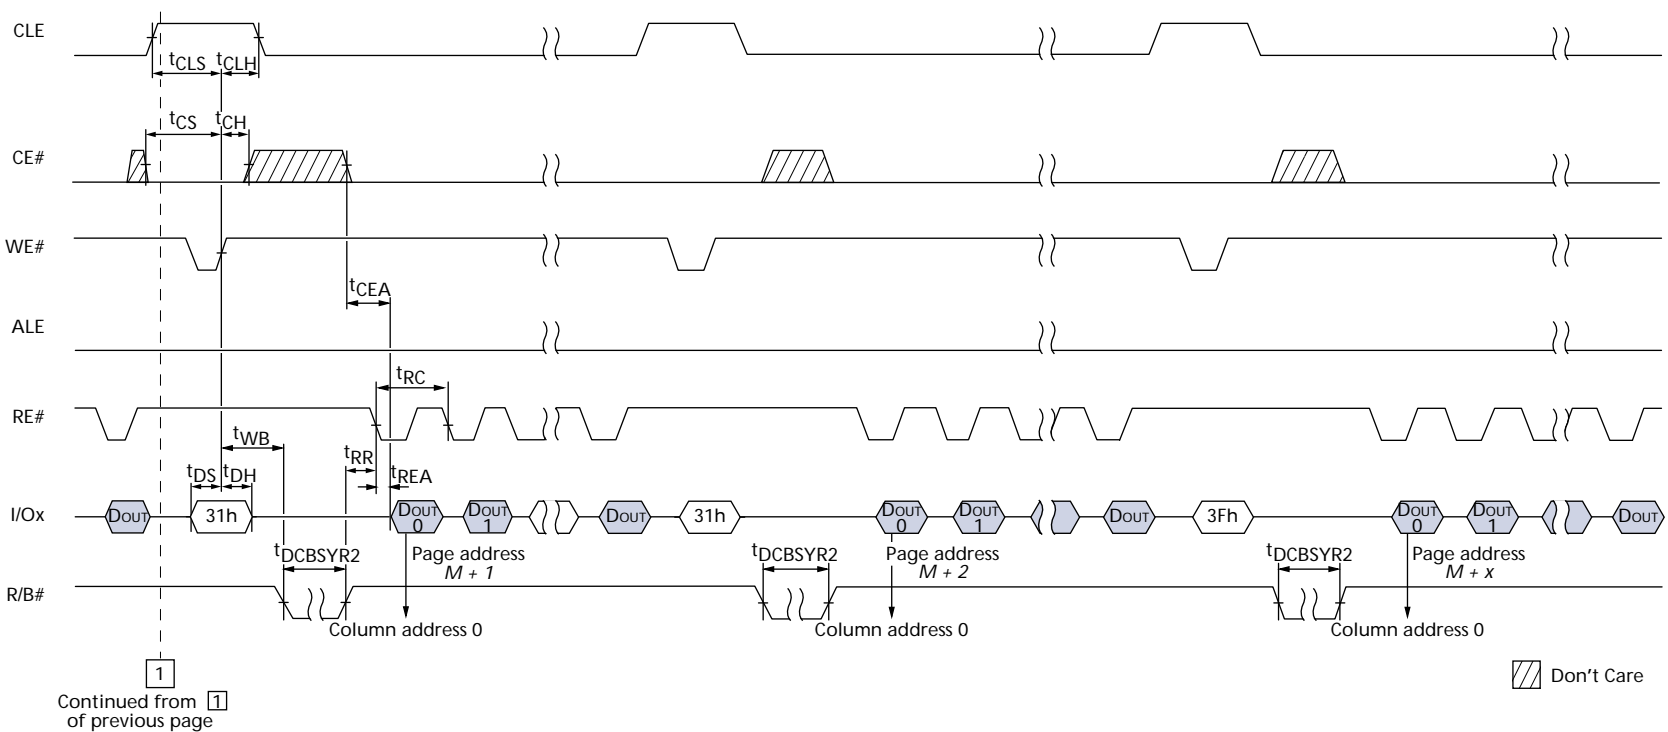 CLE
tCLS tCLH
tCS tCH
CE#
WE#
tCEA
ALE
tRC
RE#
tWB
tRR
tDS tDH
tREA
I/Ox
DOUT
31h
DOUT 0
DOUT 1
DOUT
31h
DOUT 0
DOUT 1
DOUT
3Fh
DOUT 0
DOUT 1
DOUT
tDCBSYR2
Page address
M + 1
tDCBSYR2
Page address
M + 2
tDCBSYR2
Page address
M + x
R/B#
Column address 0
Column address 0
Column address 0
1
Continued from 1
of previous page
Don't Care